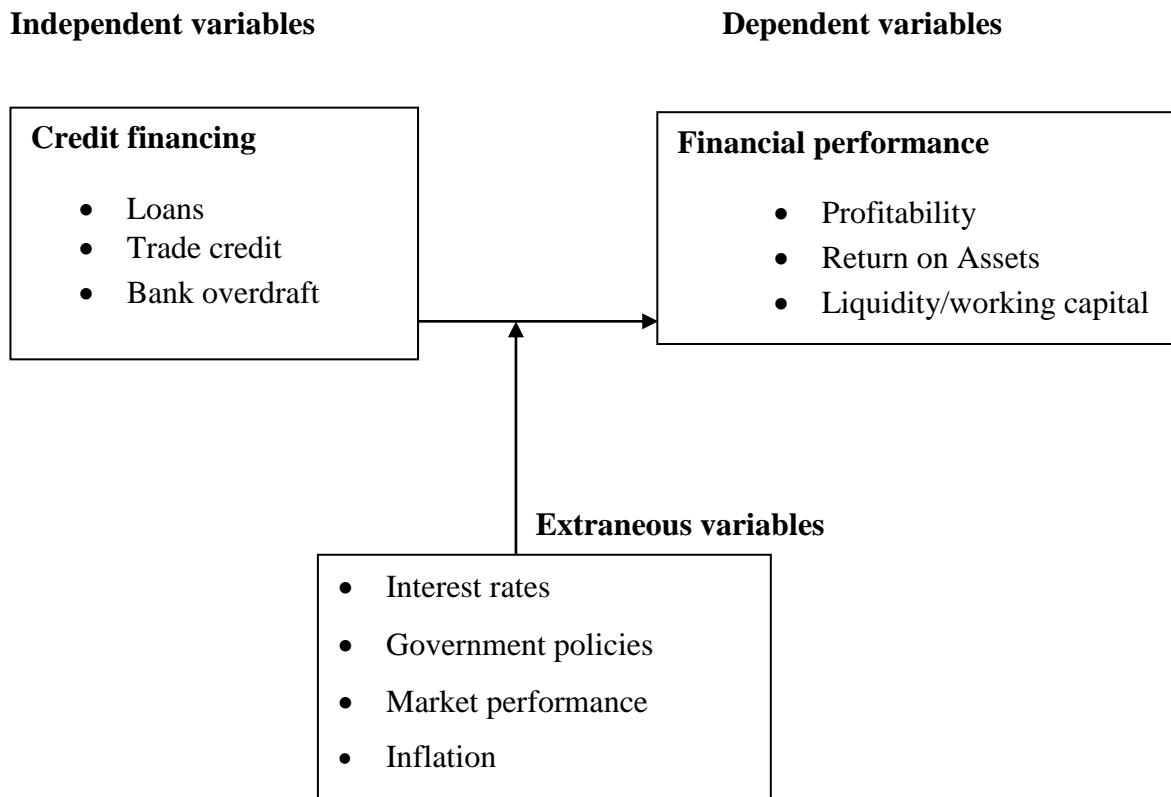 Independent variables
Dependent variables
Credit financing
• Loans
• Trade credit
• Bank overdraft
Financial performance
• Profitability
• Return on Assets
• Liquidity/working capital
Extraneous variables
• Interest rates
• Government policies
• Market performance
• Inflation